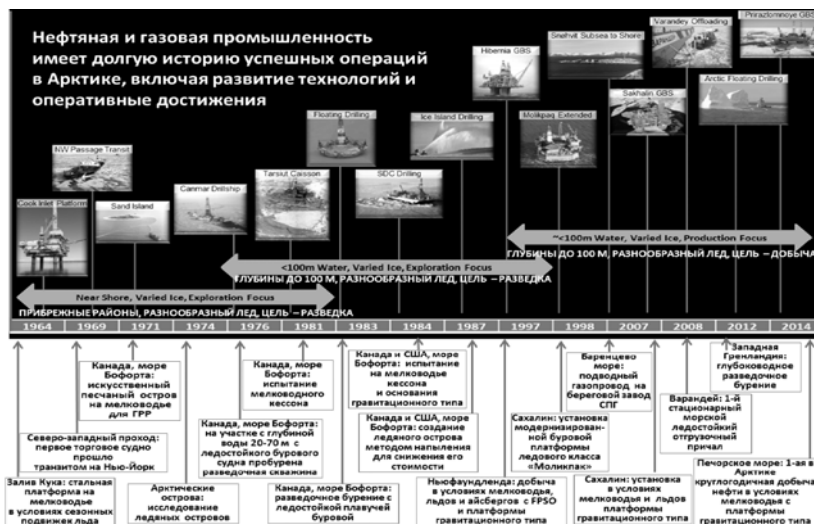 Нефтяная и газовая промышленность
имеет долгую историю успешных операций
в Арктике, включая развитие технологий и
оперативные достижения
Cook Inlet Platform
NW Passage Transit
Sand Island
Canmar Drillship
Tarsiut Caisson
Floating Drilling
SDC Drilling
Ice Island Drilling
Hibernia GBS
Molikpaq Extended
Snøhvit Subsea to Shore
Sakhalin GBS
Varandey Offloading
Arctic Floating Drilling
Prirazlomnoye GBS
~<100m Water, Varied Ice, Production Focus
ГЛУБИНЫ ДО 100 М, РАЗНООБРАЗНЫЙ ЛЕД, ЦЕЛЬ – ДОБЫЧА
<100m Water, Varied Ice, Exploration Focus
ГЛУБИНЫ ДО 100 М, РАЗНООБРАЗНЫЙ ЛЕД, ЦЕЛЬ – РАЗВЕДКА
Near Shore, Varied Ice, Exploration Focus
ПРИБРЕЖНЫЕ РАЙОНЫ, РАЗНООБРАЗНЫЙ ЛЕД, ЦЕЛЬ – РАЗВЕДКА
1964 1969 1971 1974 1976 1981 1983 1984 1987 1997 1998 2007 2008 2012 2014
Залив Кука: стальная
платформа на
мелководье
в условиях сезонных
подвижек льда
Северо-западный проход:
первое торговое судно
прошло
транзитом на Нью-Йорк
Канада, море
Бофорта:
искусственный
песчаный остров
на мелководье
для ГРР
Арктические
острова:
исследование
ледяных островов
Канада, море Бофорта:
на участке с глубиной
воды 20-70 м с
ледостойкого бурового
судна пробурена
разведочная скважина
Канада, море
Бофорта:
испытание
мелководного
кессона
Канада, море Бофорта:
разведочное бурение с
ледостойкой плавучей
буровой
Канада и США, море
Бофорта: испытание
на мелководье
кессона
и основания
гравитационного типа
Канада и США, море
Бофорта: создание
ледяного острова
методом напыления
для снижения его
стоимости
Ньюфаундленда: добыча
в условиях мелководья,
льдов и айсбергов с FPSO
и платформы
гравитационного типа
Сахалин: установка
модернизирован-
ной буровой
платформы
ледового класса
«Моликпак»
Баренцево
море:
подводный
газопровод на
береговой завод
СПГ
Сахалин: установка
в условиях
мелководья и льдов
платформы
гравитационного типа
Варандей: 1-й
стационарный
морской
ледостойкий
отгрузочный
причал
Западная
Гренландия:
глубоководное
разведочное
бурение
Печорское море: 1-ая в
Арктике
круглогодичная добыча
нефти в условиях
мелководья с
платформы
гравитационного типа